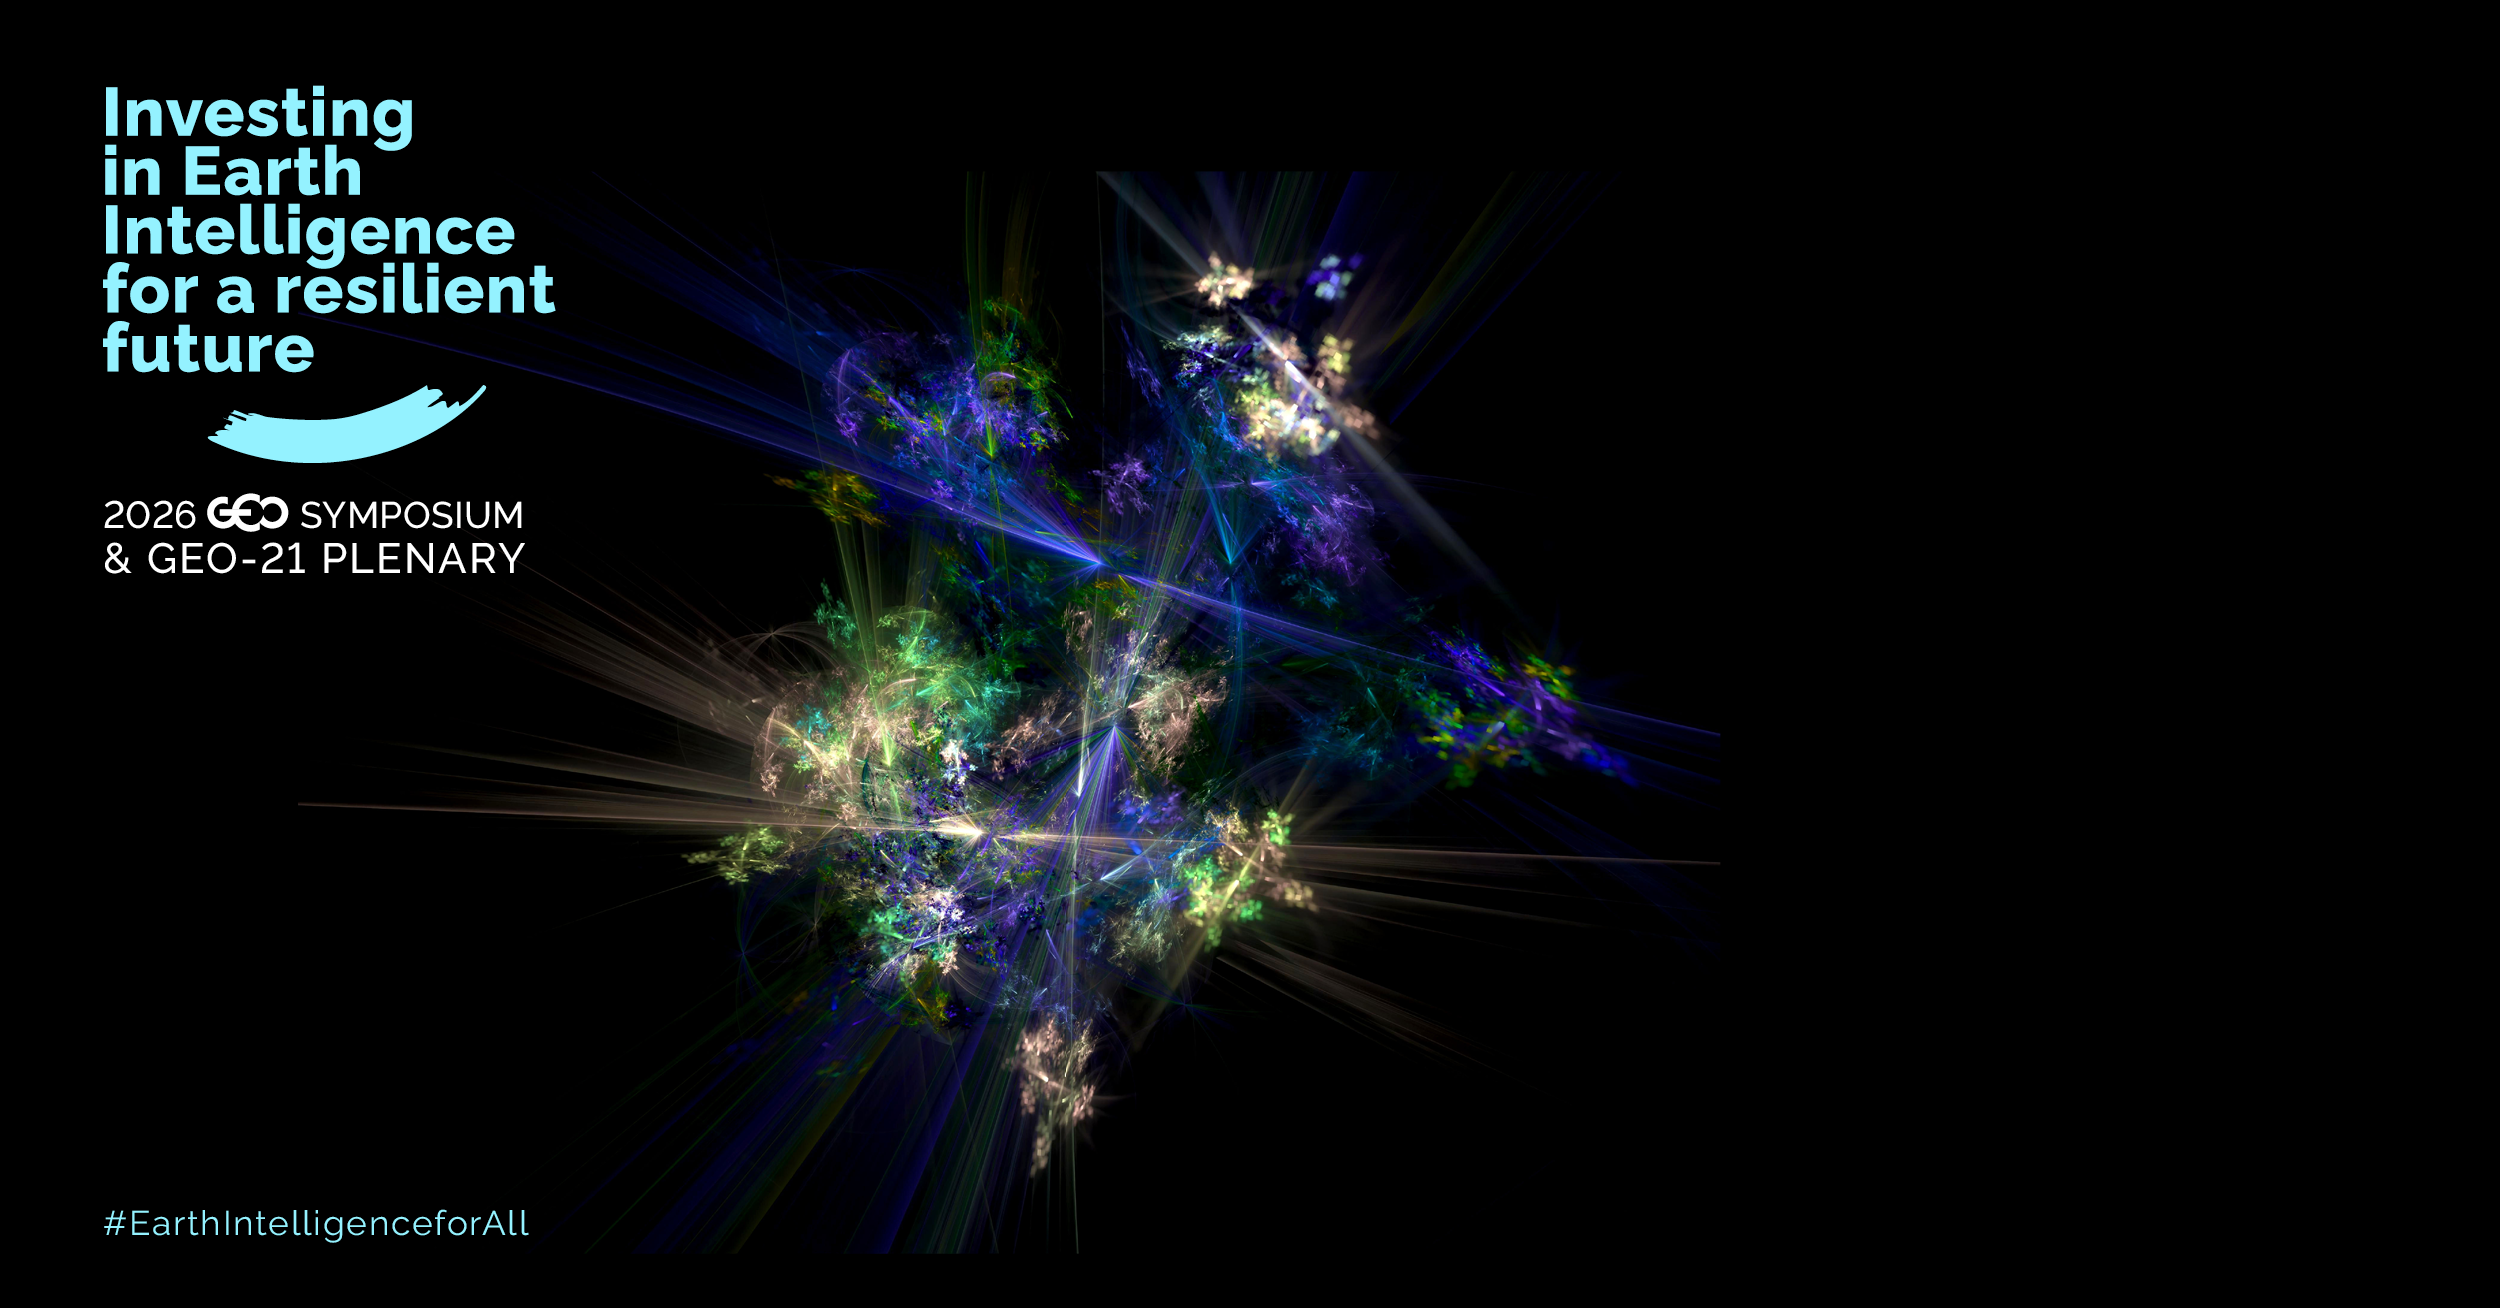 Investing
in Earth
Intelligence
for a resilient
future
2026 GEO SYMPOSIUM
& GEO-21 PLENARY
#EarthIntelligenceforAll